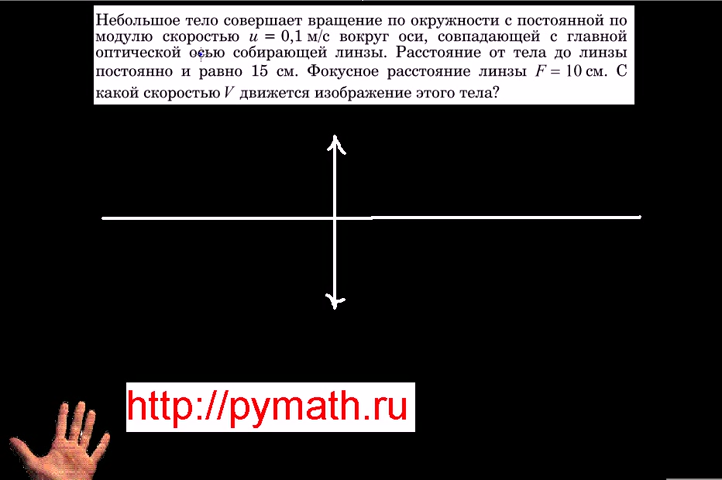 Небольшое тело совершает вращение по окружности с постоянной по
модулю скоростью u = 0,1 м/с вокруг оси, совпадающей с главной
оптической осью собирающей линзы. Расстояние от тела до линзы
постоянно и равно 15 см. Фокусное расстояние линзы F = 10 см. С
какой скоростью V движется изображение этого тела?
http://pymath.ru